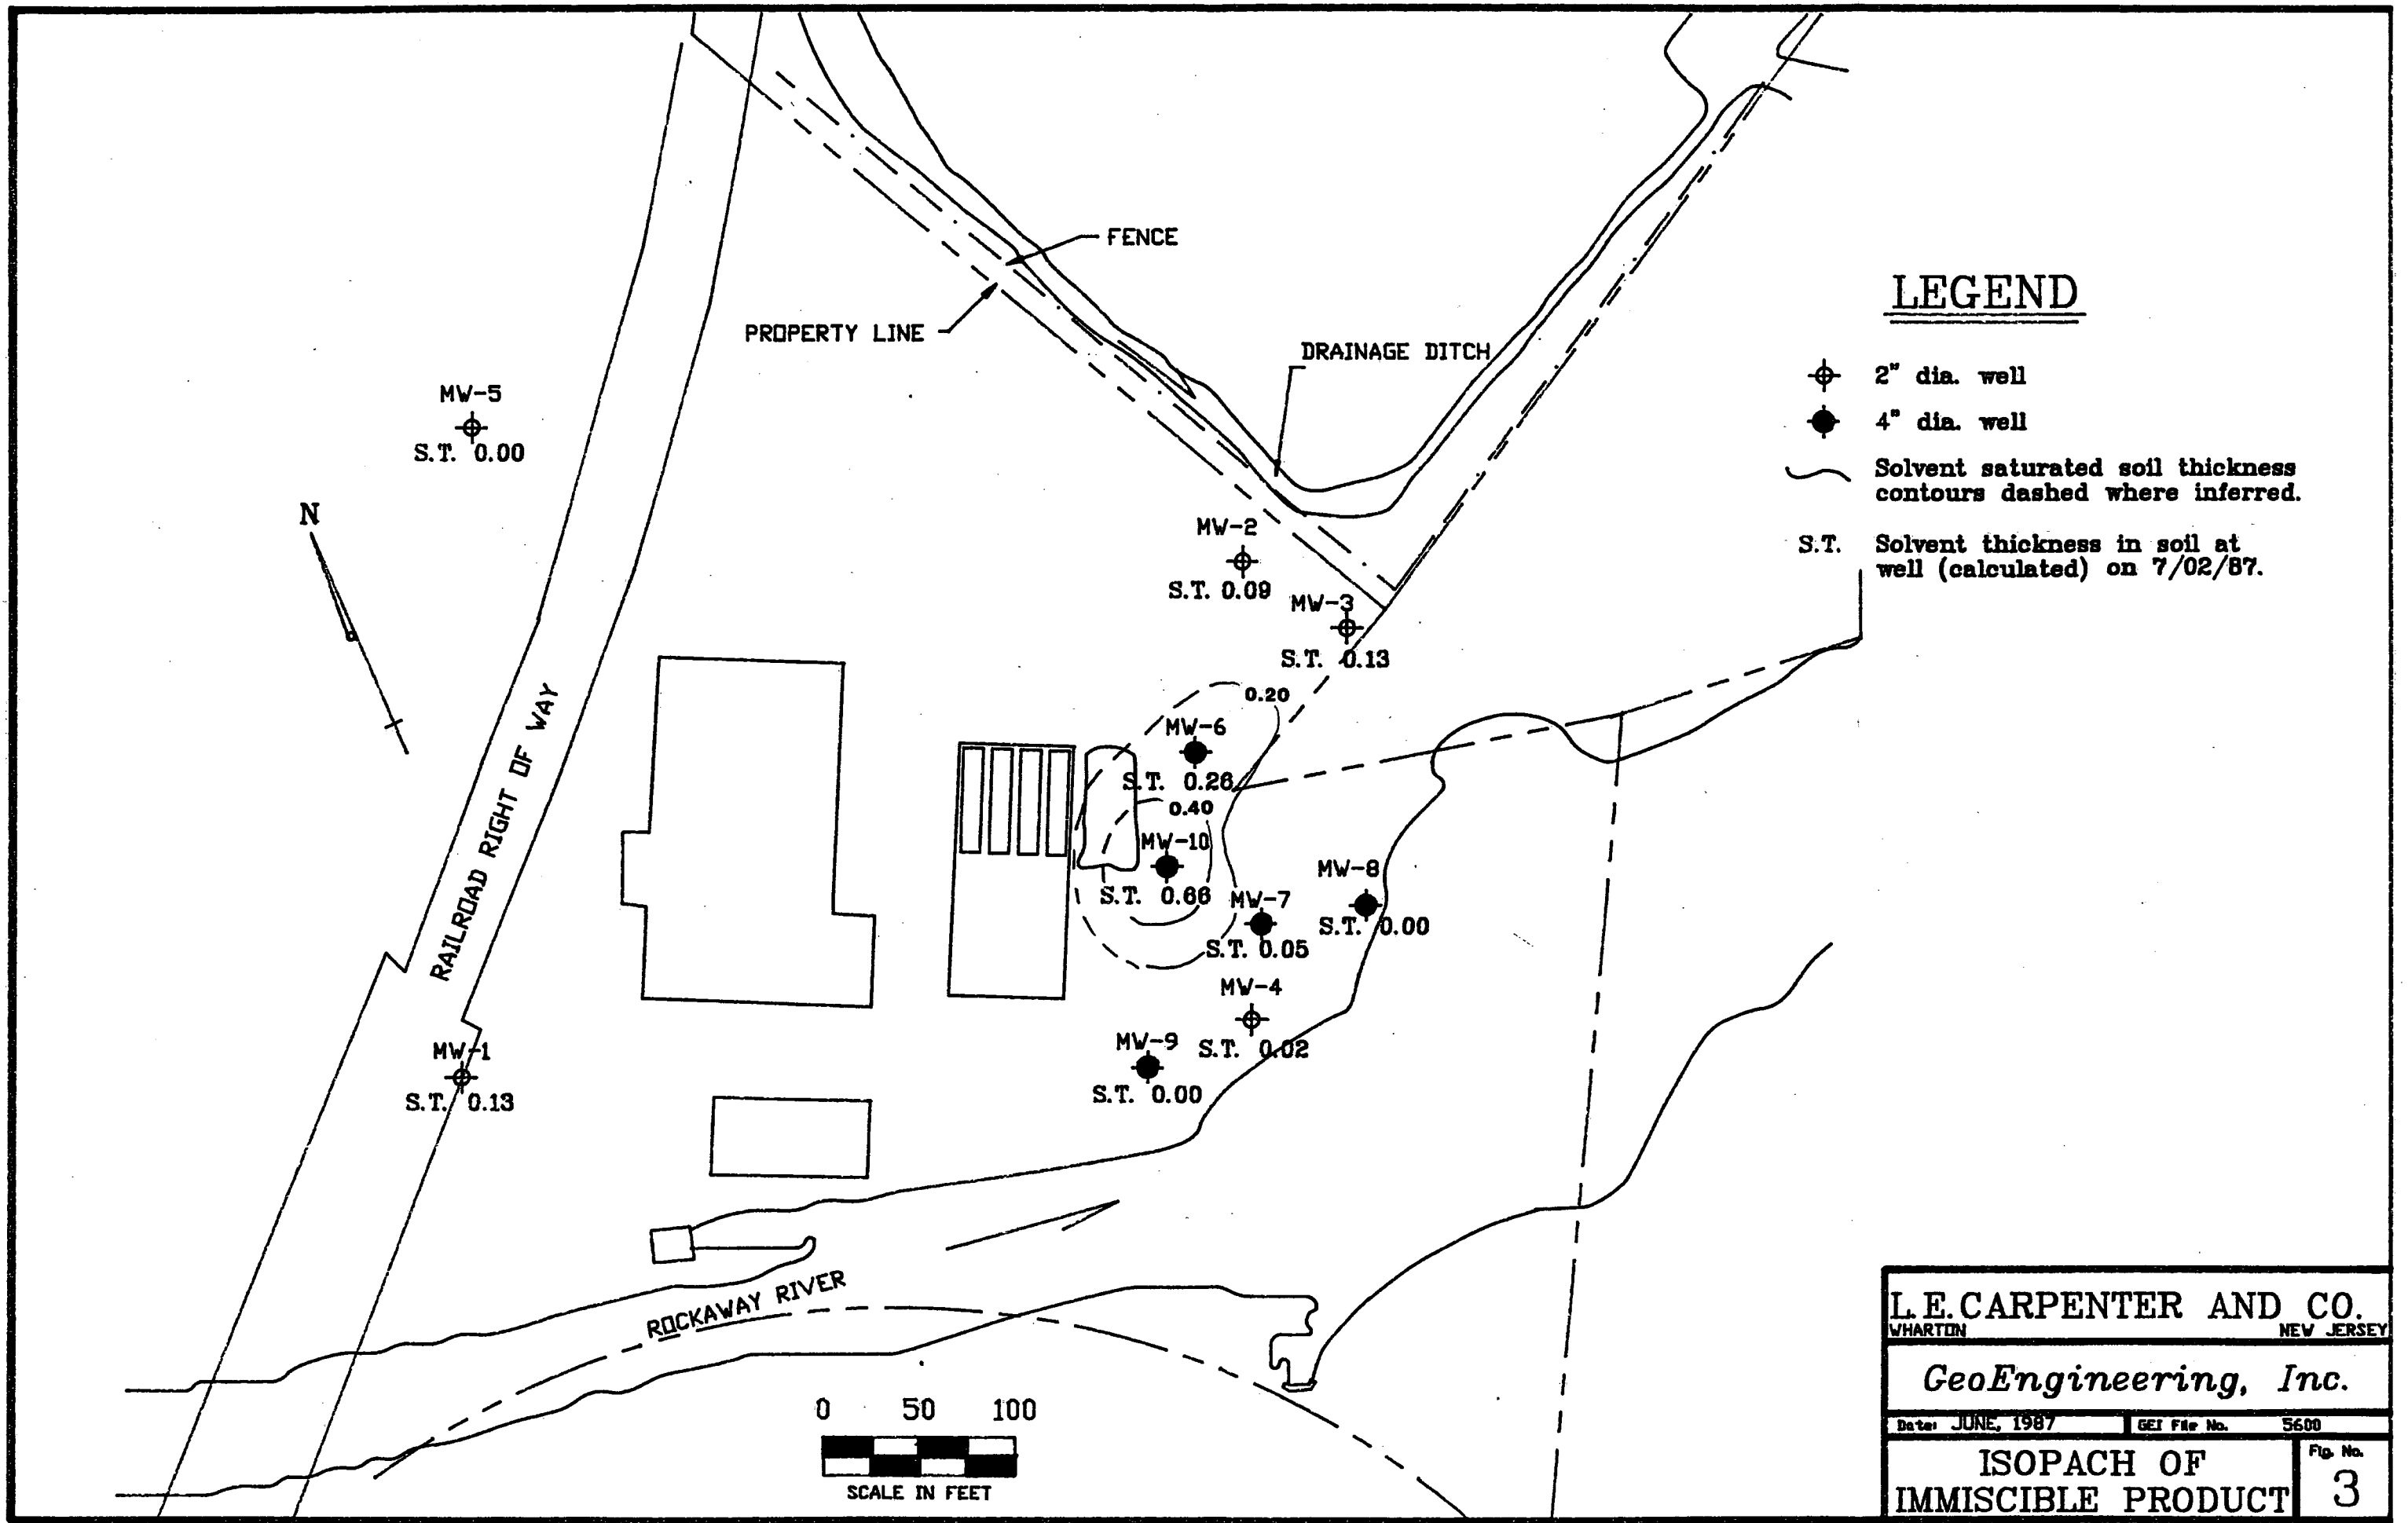 FENCE
PROPERTY LINE
DRAINAGE DITCH
LEGEND
2" dia. well
4" dia. well
Solvent saturated soil thickness
contours dashed where inferred.
S.T. Solvent thickness in soil at
well (calculated) on 7/02/87.
MW-5
S.T. 0.00
N
MW-2
S.T. 0.09
MW-3
S.T. 0.13
0.20
MW-6
S.T. 0.26
0.40
MW-10
S.T. 0.66
MW-7
S.T. 0.05
MW-8
S.T. 0.00
MW-4
S.T. 0.02
MW-9
S.T. 0.00
RAILROAD RIGHT OF WAY
MW-1
S.T. 0.13
ROCKAWAY RIVER
0 50 100
SCALE IN FEET
L.E.CARPENTER AND CO.
WHARTON NEW JERSEY
GeoEngineering, Inc.
Date: JUNE, 1987 GEI File No. 5600
ISOPACH OF
IMMISCIBLE PRODUCT
Fig. No.
3